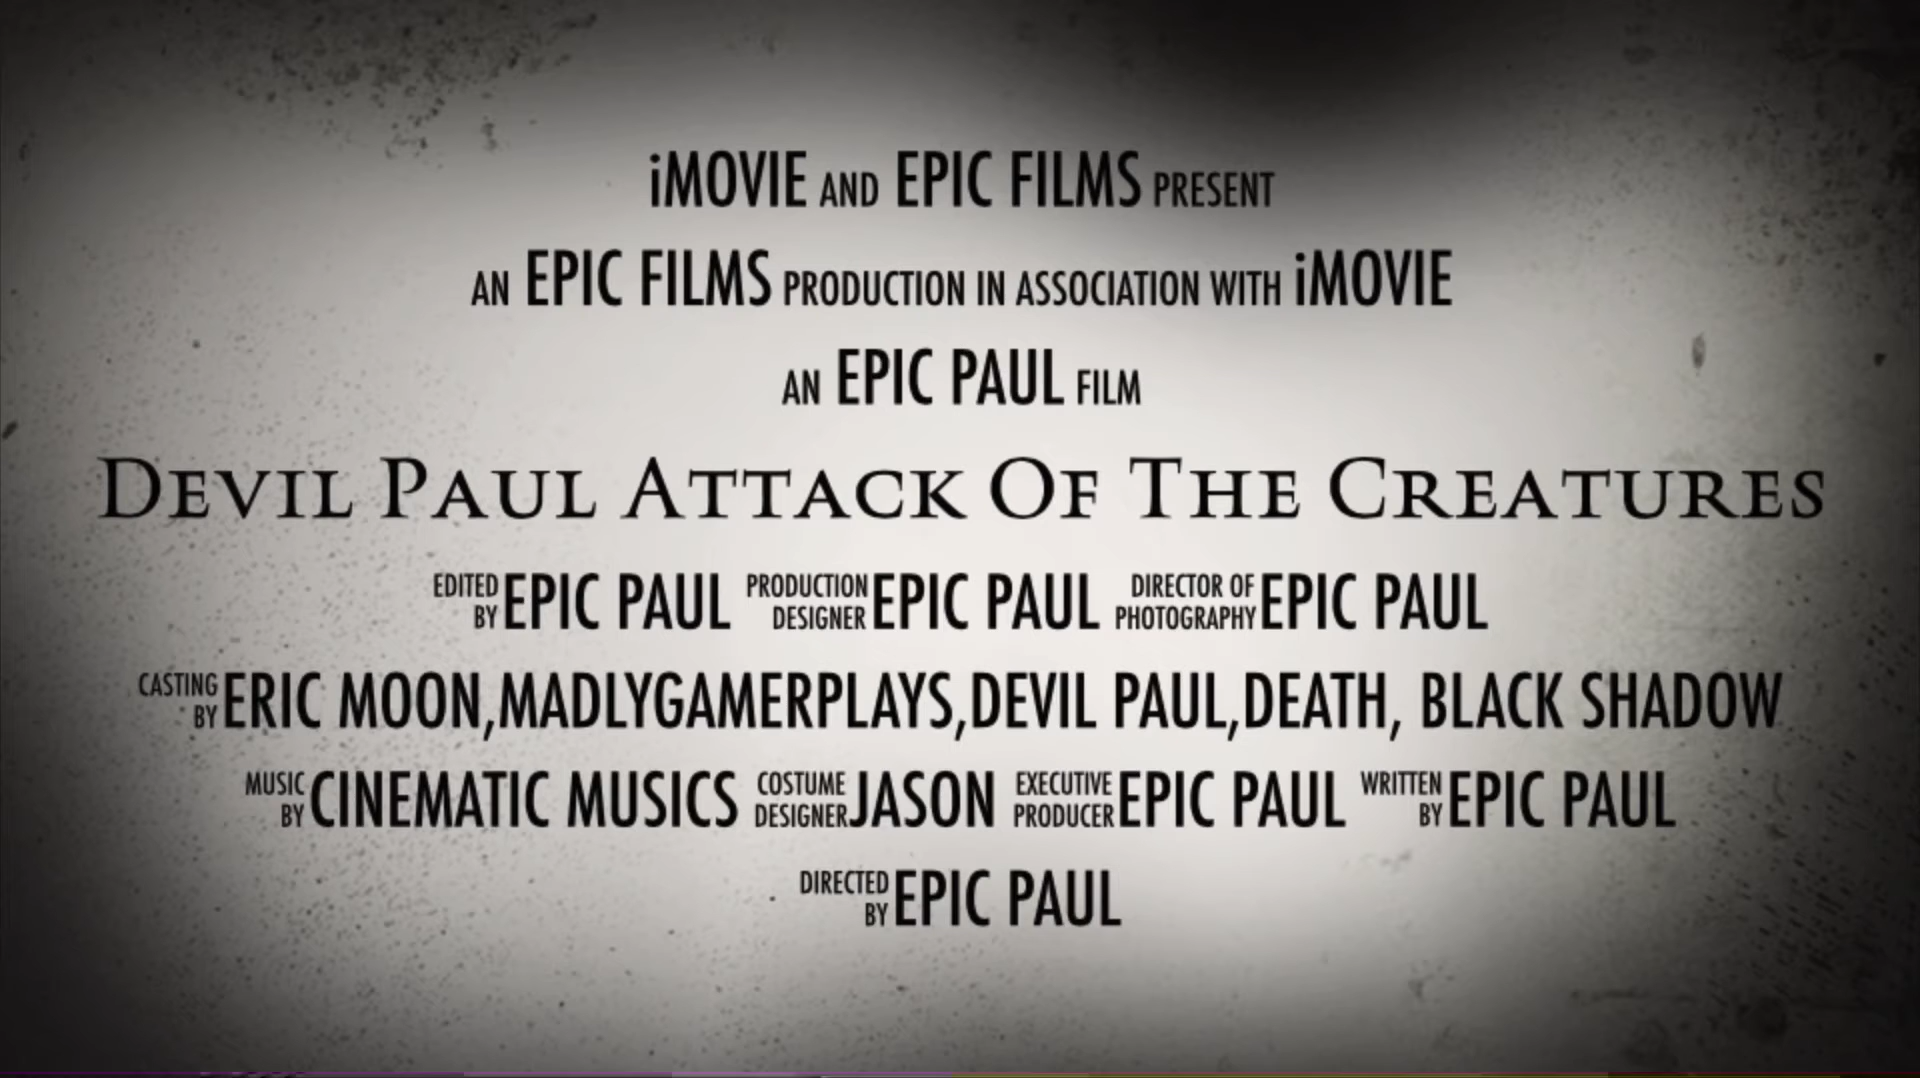 iMOVIE AND EPIC FILMS PRESENT
AN EPIC FILMS PRODUCTION IN ASSOCIATION WITH iMOVIE
AN EPIC PAUL FILM
DEVIL PAUL ATTACK OF THE CREATURES
EDITED BY EPIC PAUL PRODUCTION DESIGNER EPIC PAUL DIRECTOR OF PHOTOGRAPHY EPIC PAUL
CASTING BY ERIC MOON,MADLYGAMERPLAYS,DEVIL PAUL,DEATH, BLACK SHADOW
MUSIC BY CINEMATIC MUSICS COSTUME DESIGNER JASON EXECUTIVE PRODUCER EPIC PAUL WRITTEN BY EPIC PAUL
DIRECTED BY EPIC PAUL